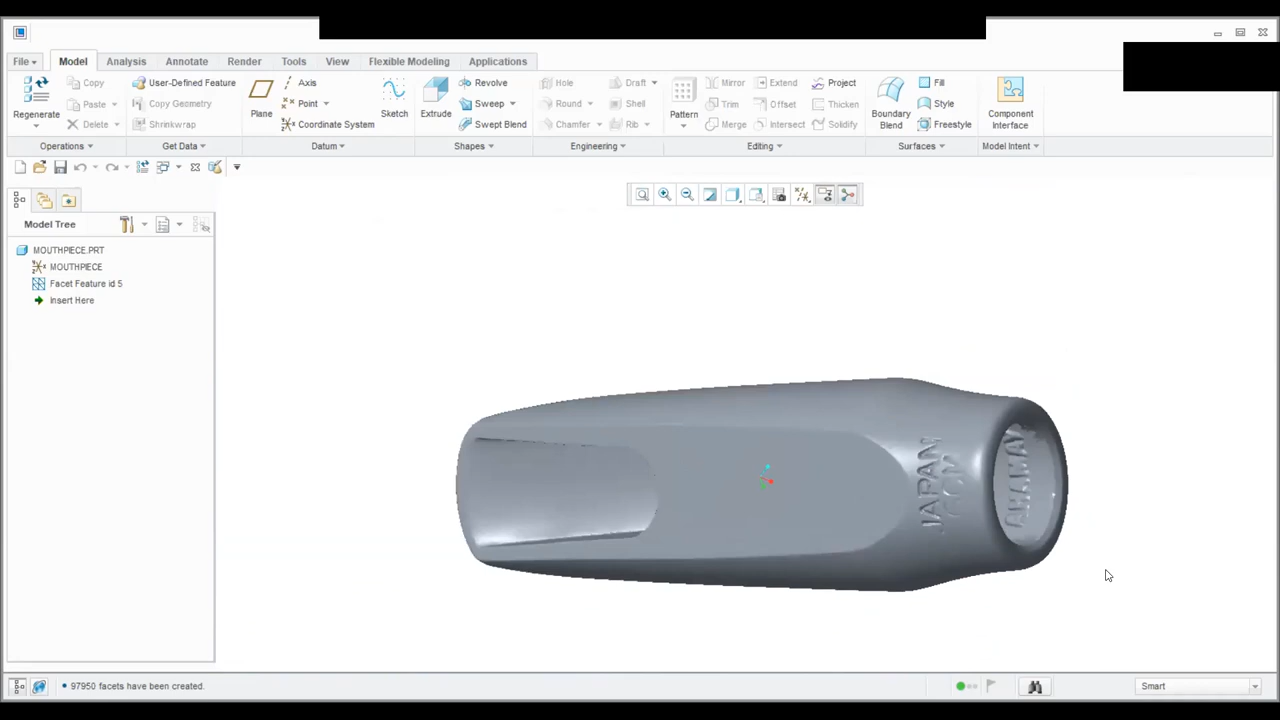 File Model Analysis Annotate Render Tools View Flexible Modeling Applications
Copy User-Defined Feature Axis Revolve Hole Draft Mirror Extend Project Fill
Regenerate Paste Copy Geometry Plane Point Sketch Extrude Sweep Round Shell Pattern Trim Offset Thicken Boundary Blend Style Component Interface
Delete Shrinkwrap Coordinate System Swept Blend Chamfer Rib Merge Intersect Solidify Freestyle
Operations Get Data Datum Shapes Engineering Editing Surfaces Model Intent
Model Tree
MOUTHPIECE.PRT
MOUTHPIECE
Facet Feature id 5
Insert Here
JAPAN
97950 facets have been created.
Smart